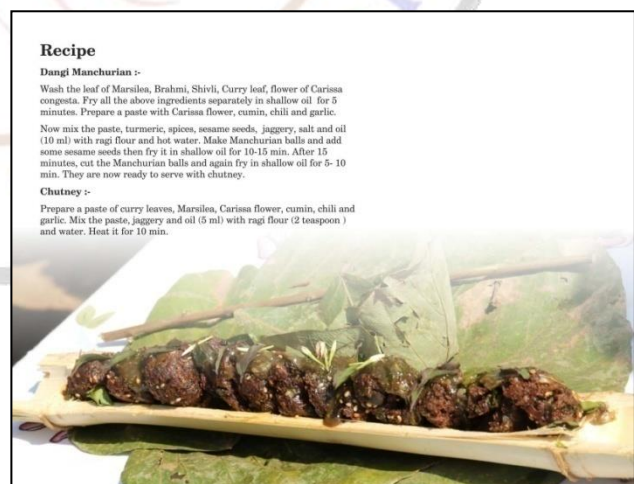 Recipe
Dangi Manchurian :-
Wash the leaf of Marsilea, Brahmi, Shivli, Curry leaf, flower of Carissa
congesta. Fry all the above ingredients separately in shallow oil for 5
minutes. Prepare a paste with Carissa flower, cumin, chili and garlic.
Now mix the paste, turmeric, spices, sesame seeds, jaggery, salt and oil
(10 ml) with ragi flour and hot water. Make Manchurian balls and add
some sesame seeds then fry it in shallow oil for 10-15 min. After 15
minutes, cut the Manchurian balls and again fry in shallow oil for 5- 10
min. They are now ready to serve with chutney.
Chutney :-
Prepare a paste of curry leaves, Marsilea, Carissa flower, cumin, chili and
garlic. Mix the paste, jaggery and oil (5 ml) with ragi flour (2 teaspoon )
and water. Heat it for 10 min.